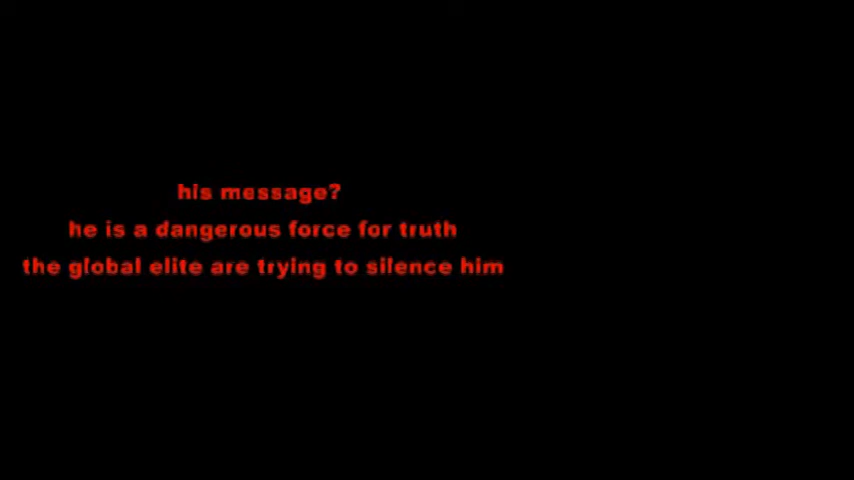 his message?
he is a dangerous force for truth
the global elite are trying to silence him